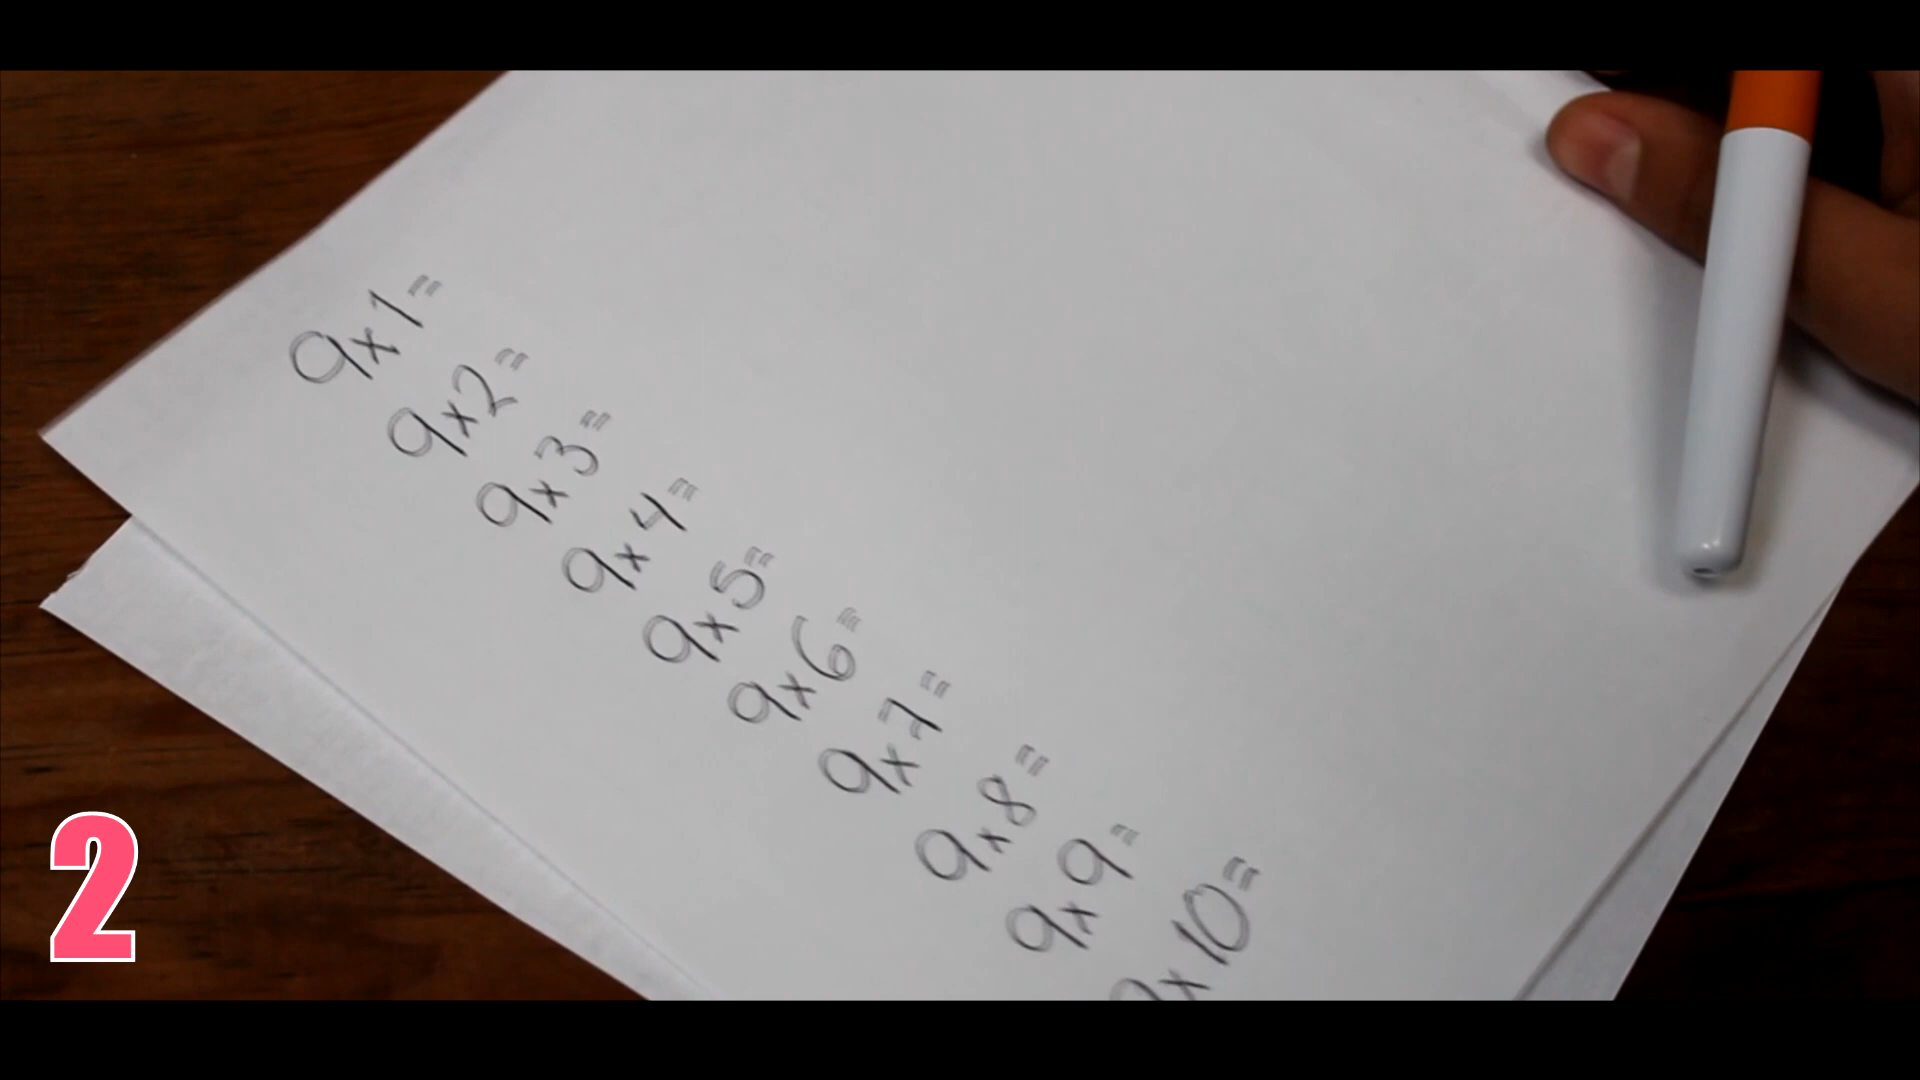 9x1=
9x2=
9x3=
9x4=
9x5=
9x6=
9x7=
9x8=
9x9=
9x10=
2